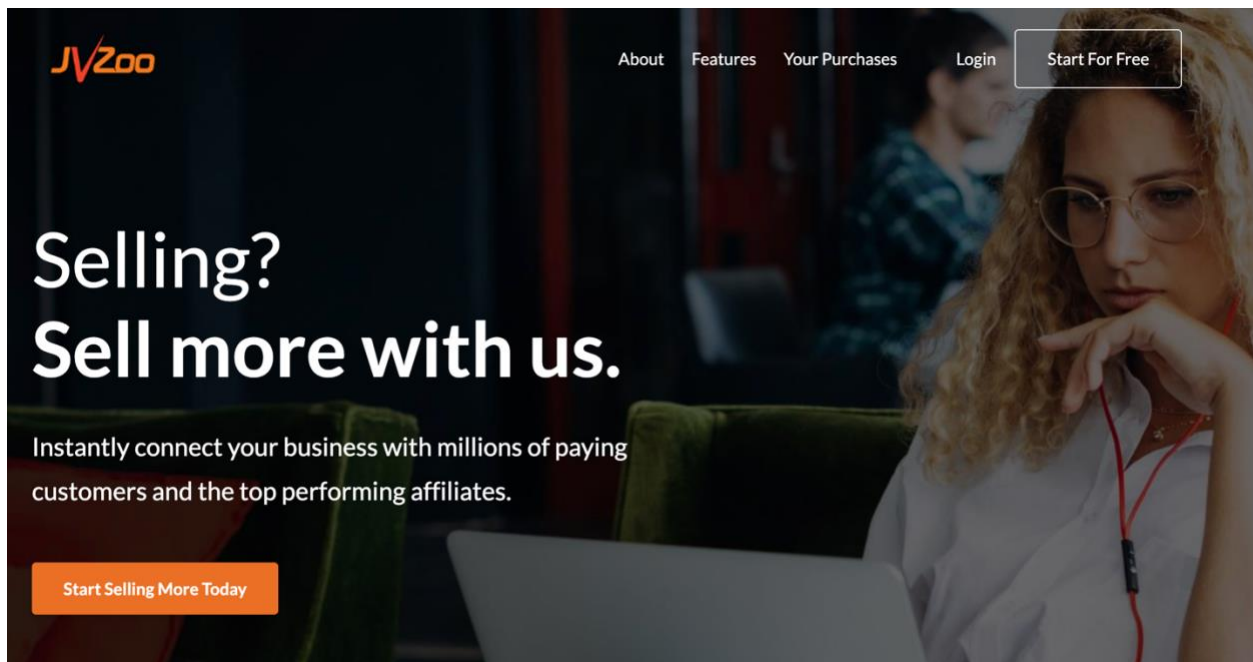 JVZoo
About
Features
Your Purchases
Login
Start For Free
Selling?
Sell more with us.
Instantly connect your business with millions of paying
customers and the top performing affiliates.
Start Selling More Today